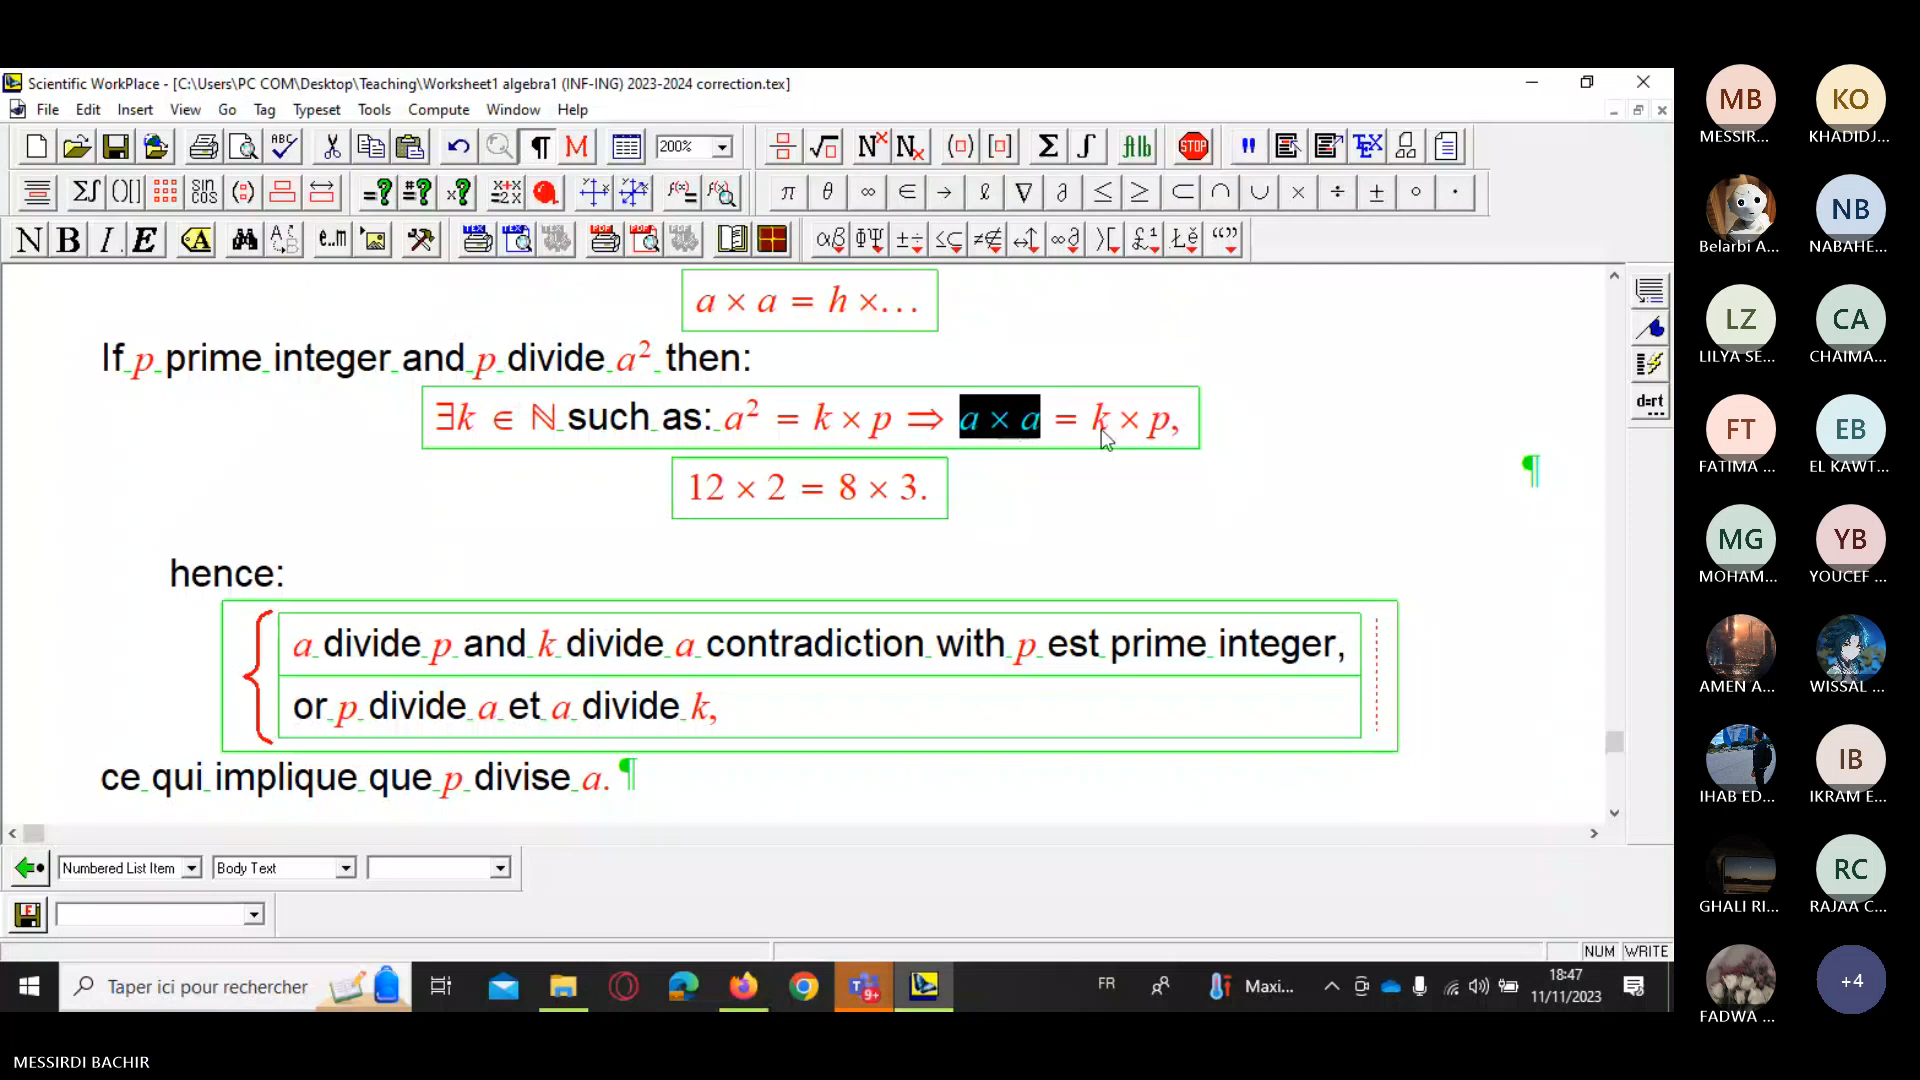 Scientific WorkPlace - [C:\Users\PC COM\Desktop\Teaching\Worksheet1 algebra1 (INF-ING) 2023-2024 correction.tex]
File Edit Insert View Go Tag Typeset Tools Compute Window Help
200%
a × a = h ×...
If p prime integer and p divide a² then:
∃k ∈ ℕ such as: a² = k × p ⇒ a × a = k × p,
12 × 2 = 8 × 3.
hence:
a divide p and k divide a contradiction with p est prime integer,
or p divide a et a divide k,
ce qui implique que p divise a.
Numbered List Item Body Text
NUM WRITE
Taper ici pour rechercher
FR
Maxi...
18:47
11/11/2023
MB KO
MESSIR... KHADIDJ...
NB
Belarbi A... NABAHE...
LZ CA
LILYA SE... CHAIMA...
FT EB
FATIMA ... EL KAWT...
MG YB
MOHAM... YOUCEF ...
AMEN A... WISSAL ...
IB
IHAB ED... IKRAM E...
RC
GHALI RI... RAJAA C...
+4
FADWA ...
MESSIRDI BACHIR